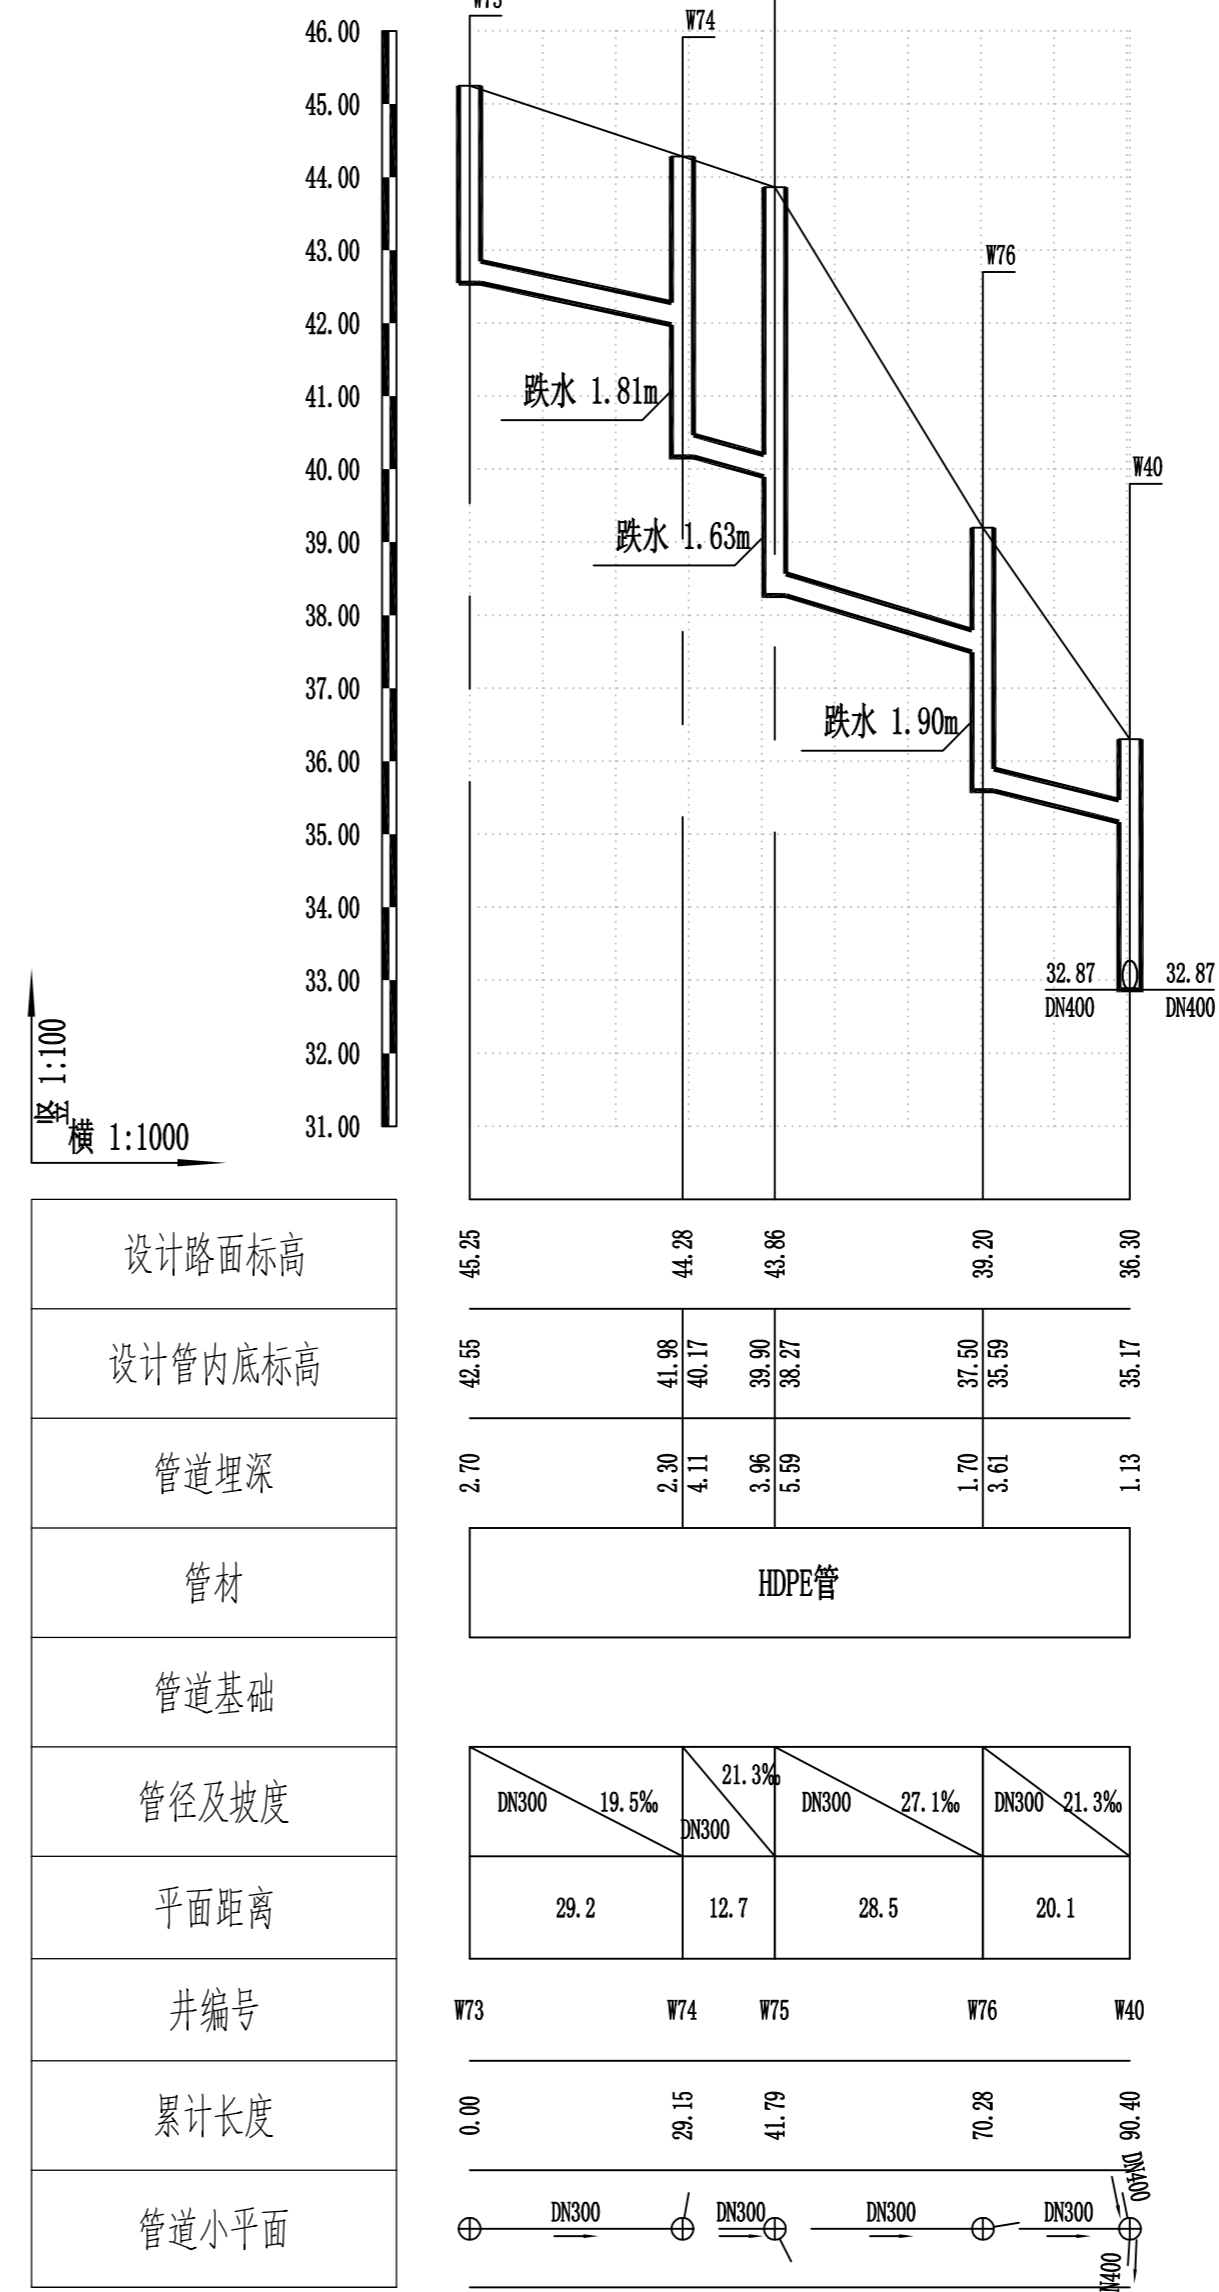 W73
W74
46.00
45.00
44.00
43.00
W76
42.00
跌水 1.81m
41.00
40.00
W40
跌水 1.63m
39.00
38.00
37.00
跌水 1.90m
36.00
35.00
34.00
33.00
32.87
DN400
32.87
DN400
32.00
31.00
竖 1:100
横 1:1000
设计路面标高
45.25
44.28
43.86
39.20
36.30
设计管内底标高
42.55
41.98
40.17
39.90
38.27
37.50
35.59
35.17
管道埋深
2.70
2.30
4.11
3.96
5.59
1.70
3.61
1.13
管材
HDPE管
管道基础
管径及坡度
DN300 19.5‰
21.3‰
DN300
DN300 27.1‰
DN300 21.3‰
平面距离
29.2
12.7
28.5
20.1
井编号
W73
W74
W75
W76
W40
累计长度
0.00
29.15
41.79
70.28
90.40
管道小平面
DN300
DN300
DN300
DN300
DN400
N400